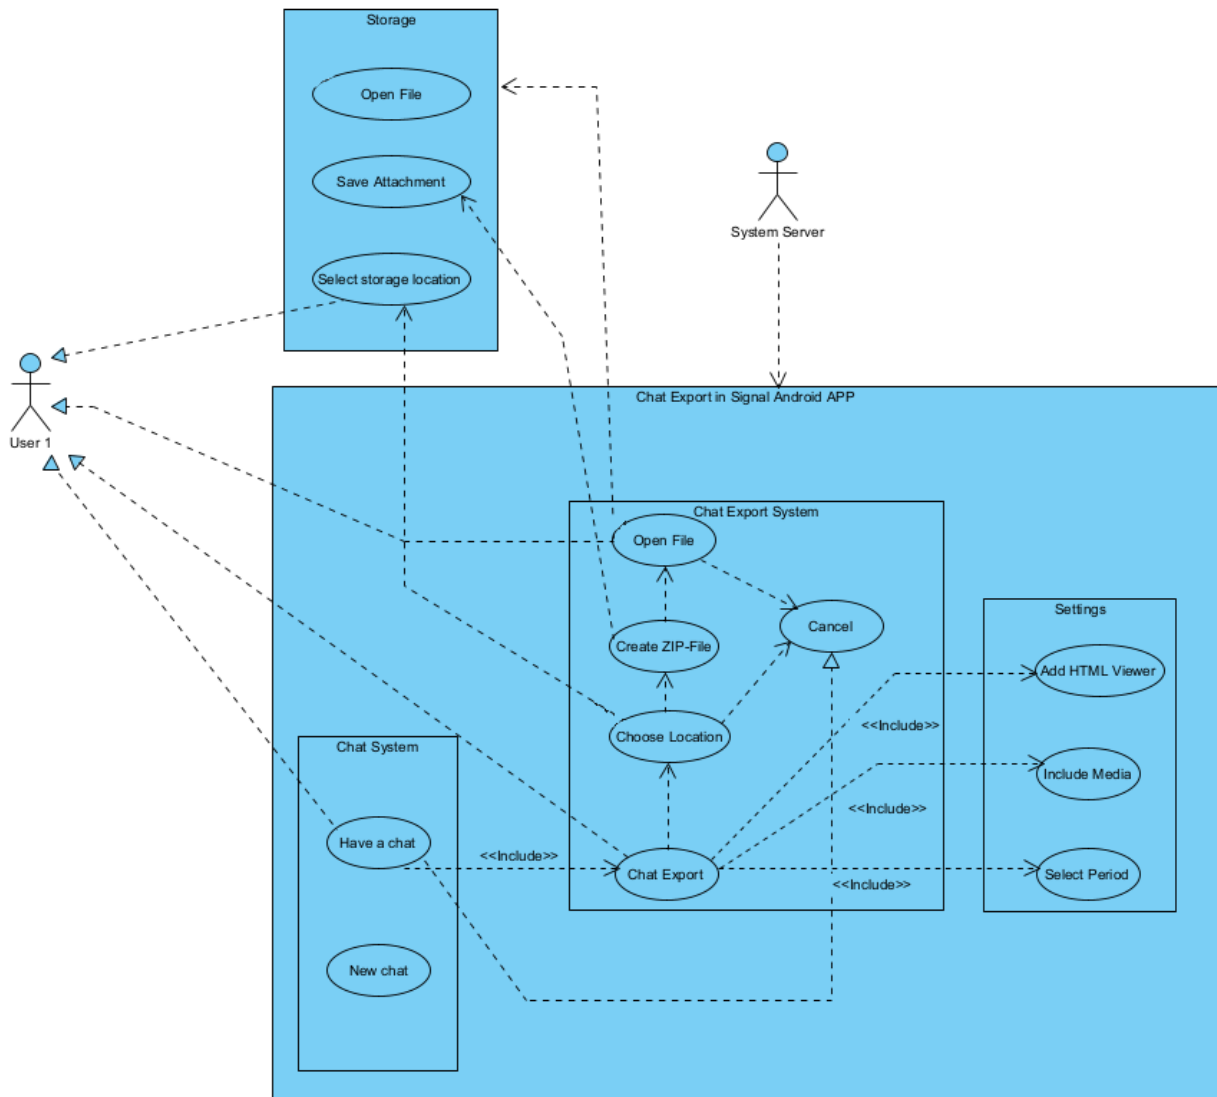 Storage
Open File
Save Attachment
Select storage location
System Server
User 1
Chat Export in Signal Android APP
Chat Export System
Open File
Cancel
Create ZIP-File
Choose Location
Chat Export
Settings
Add HTML Viewer
<<Include>>
Include Media
<<Include>>
Select Period
<<Include>>
Chat System
Have a chat
<<Include>>
New chat